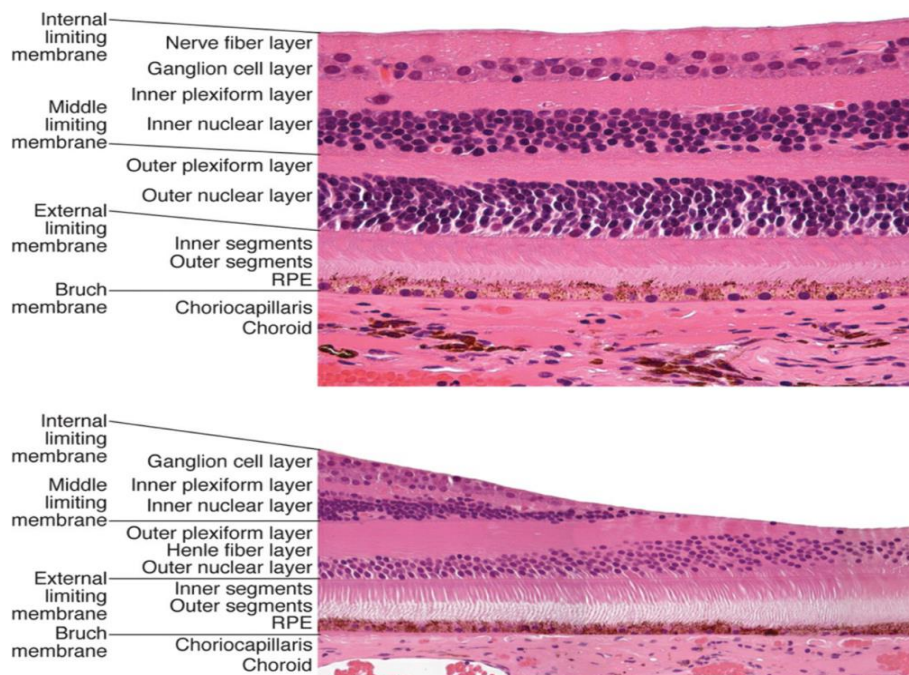 Internal
limiting
membrane
Nerve fiber layer
Ganglion cell layer
Inner plexiform layer
Middle
limiting
membrane
Inner nuclear layer
Outer plexiform layer
Outer nuclear layer
External
limiting
membrane
Inner segments
Outer segments
RPE
Bruch
membrane
Choriocapillaris
Choroid
Internal
limiting
membrane
Ganglion cell layer
Inner plexiform layer
Middle
limiting
membrane
Inner nuclear layer
Outer plexiform layer
Henle fiber layer
Outer nuclear layer
External
limiting
membrane
Inner segments
Outer segments
RPE
Bruch
membrane
Choriocapillaris
Choroid